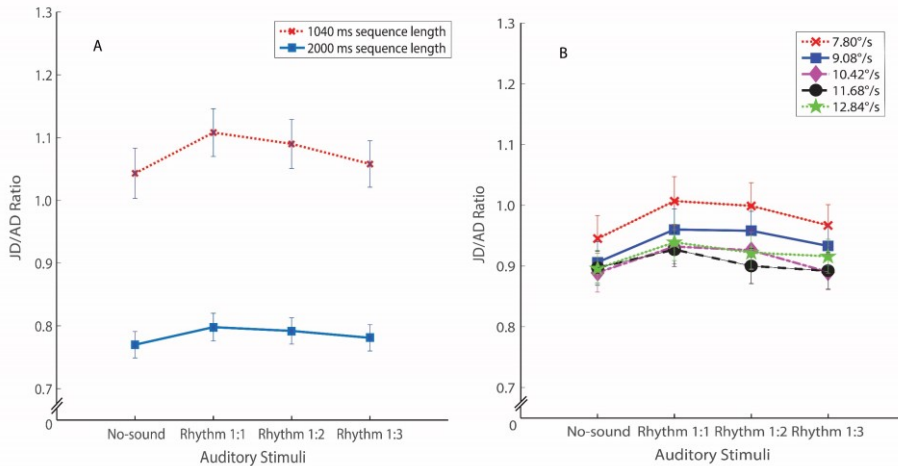 A
1040 ms sequence length
2000 ms sequence length
1.3
1.2
1.1
1.0
0.9
0.8
0.7
0
JD/AD Ratio
No-sound Rhythm 1:1 Rhythm 1:2 Rhythm 1:3
Auditory Stimuli
B
7.80°/s
9.08°/s
10.42°/s
11.68°/s
12.84°/s
1.3
1.2
1.1
1.0
0.9
0.8
0.7
0
JD/AD Ratio
No-sound Rhythm 1:1 Rhythm 1:2 Rhythm 1:3
Auditory Stimuli